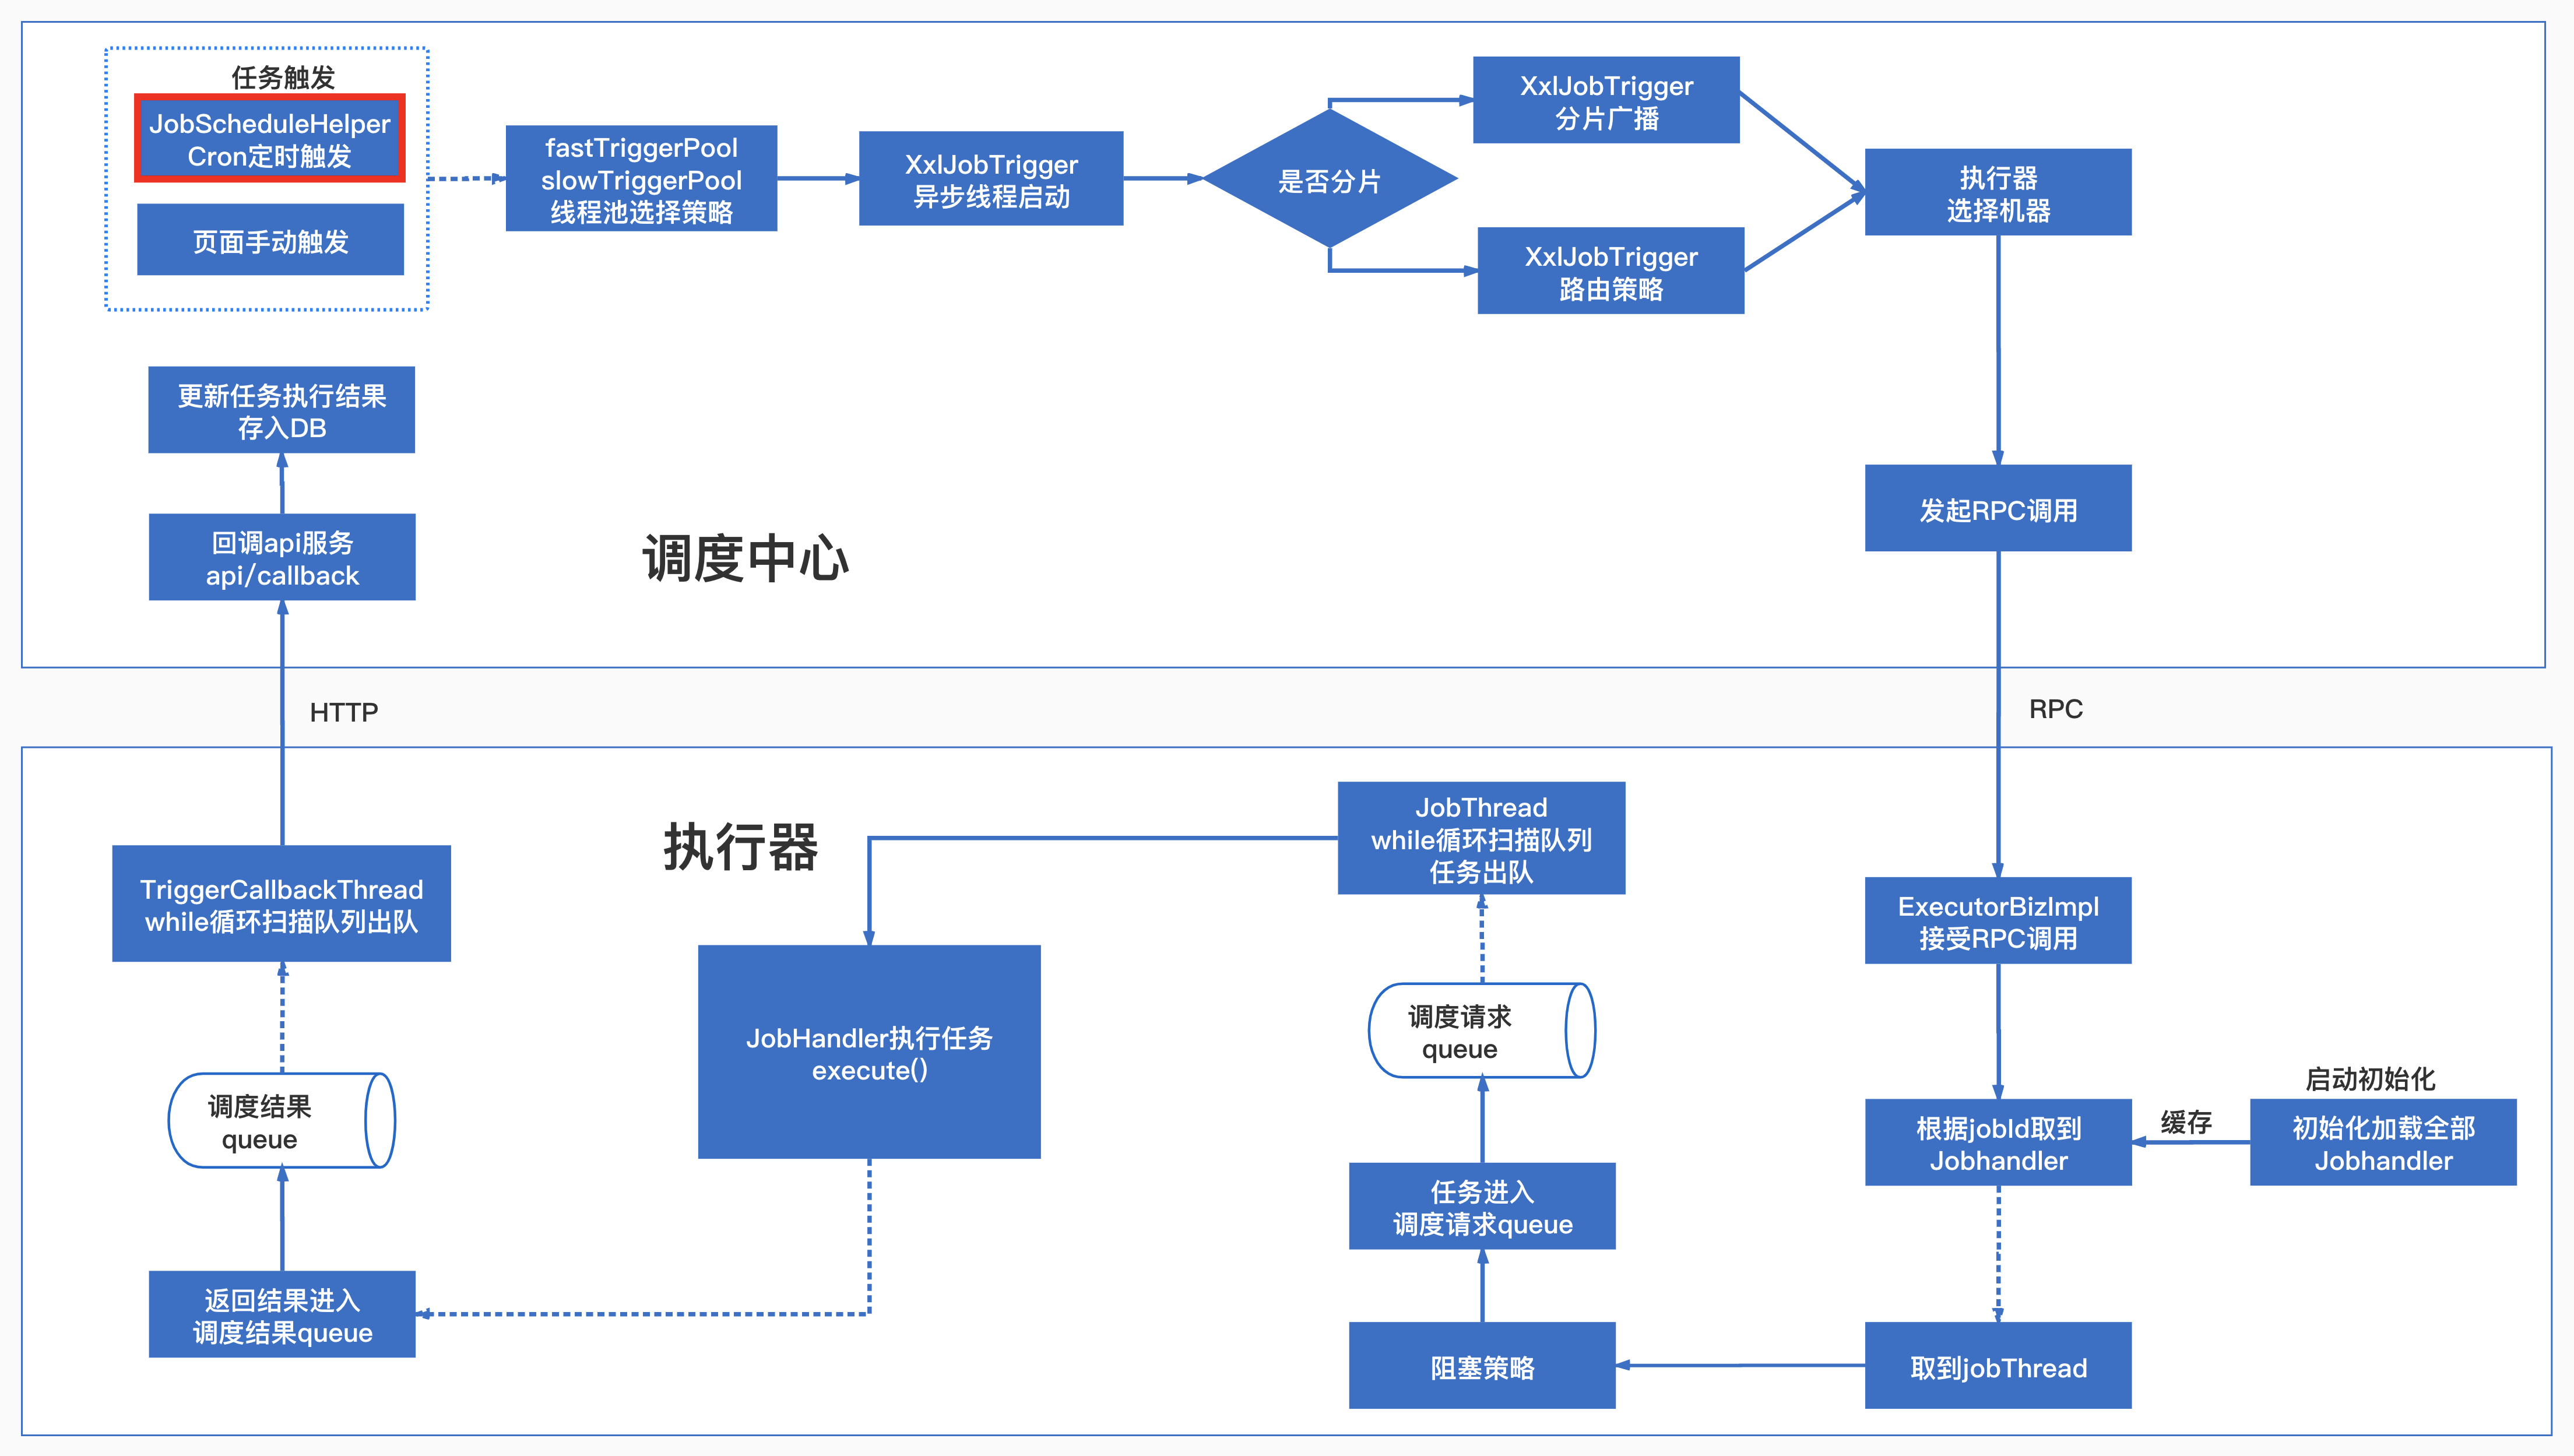 任务触发
JobScheduleHelper
Cron定时触发
页面手动触发
fastTriggerPool
slowTriggerPool
线程池选择策略
XxlJobTrigger
异步线程启动
是否分片
XxlJobTrigger
分片广播
XxlJobTrigger
路由策略
执行器
选择机器
发起RPC调用
更新任务执行结果
存入DB
回调api服务
api/callback
调度中心
HTTP
RPC
执行器
TriggerCallbackThread
while循环扫描队列出队
调度结果
queue
返回结果进入
调度结果queue
JobHandler执行任务
execute()
JobThread
while循环扫描队列
任务出队
调度请求
queue
任务进入
调度请求queue
阻塞策略
ExecutorBizImpl
接受RPC调用
根据jobId取到
Jobhandler
缓存
启动初始化
初始化加载全部
Jobhandler
取到jobThread